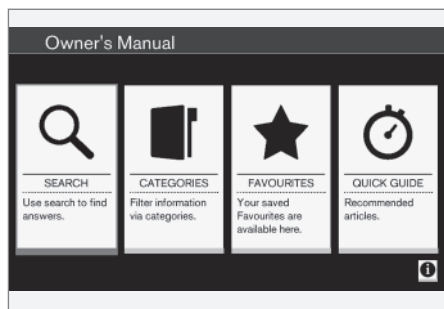 Owner's Manual
SEARCH
Use search to find
answers.
CATEGORIES
Filter information
via categories.
FAVOURITES
Your saved
Favourites are
available here.
QUICK GUIDE
Recommended
articles.